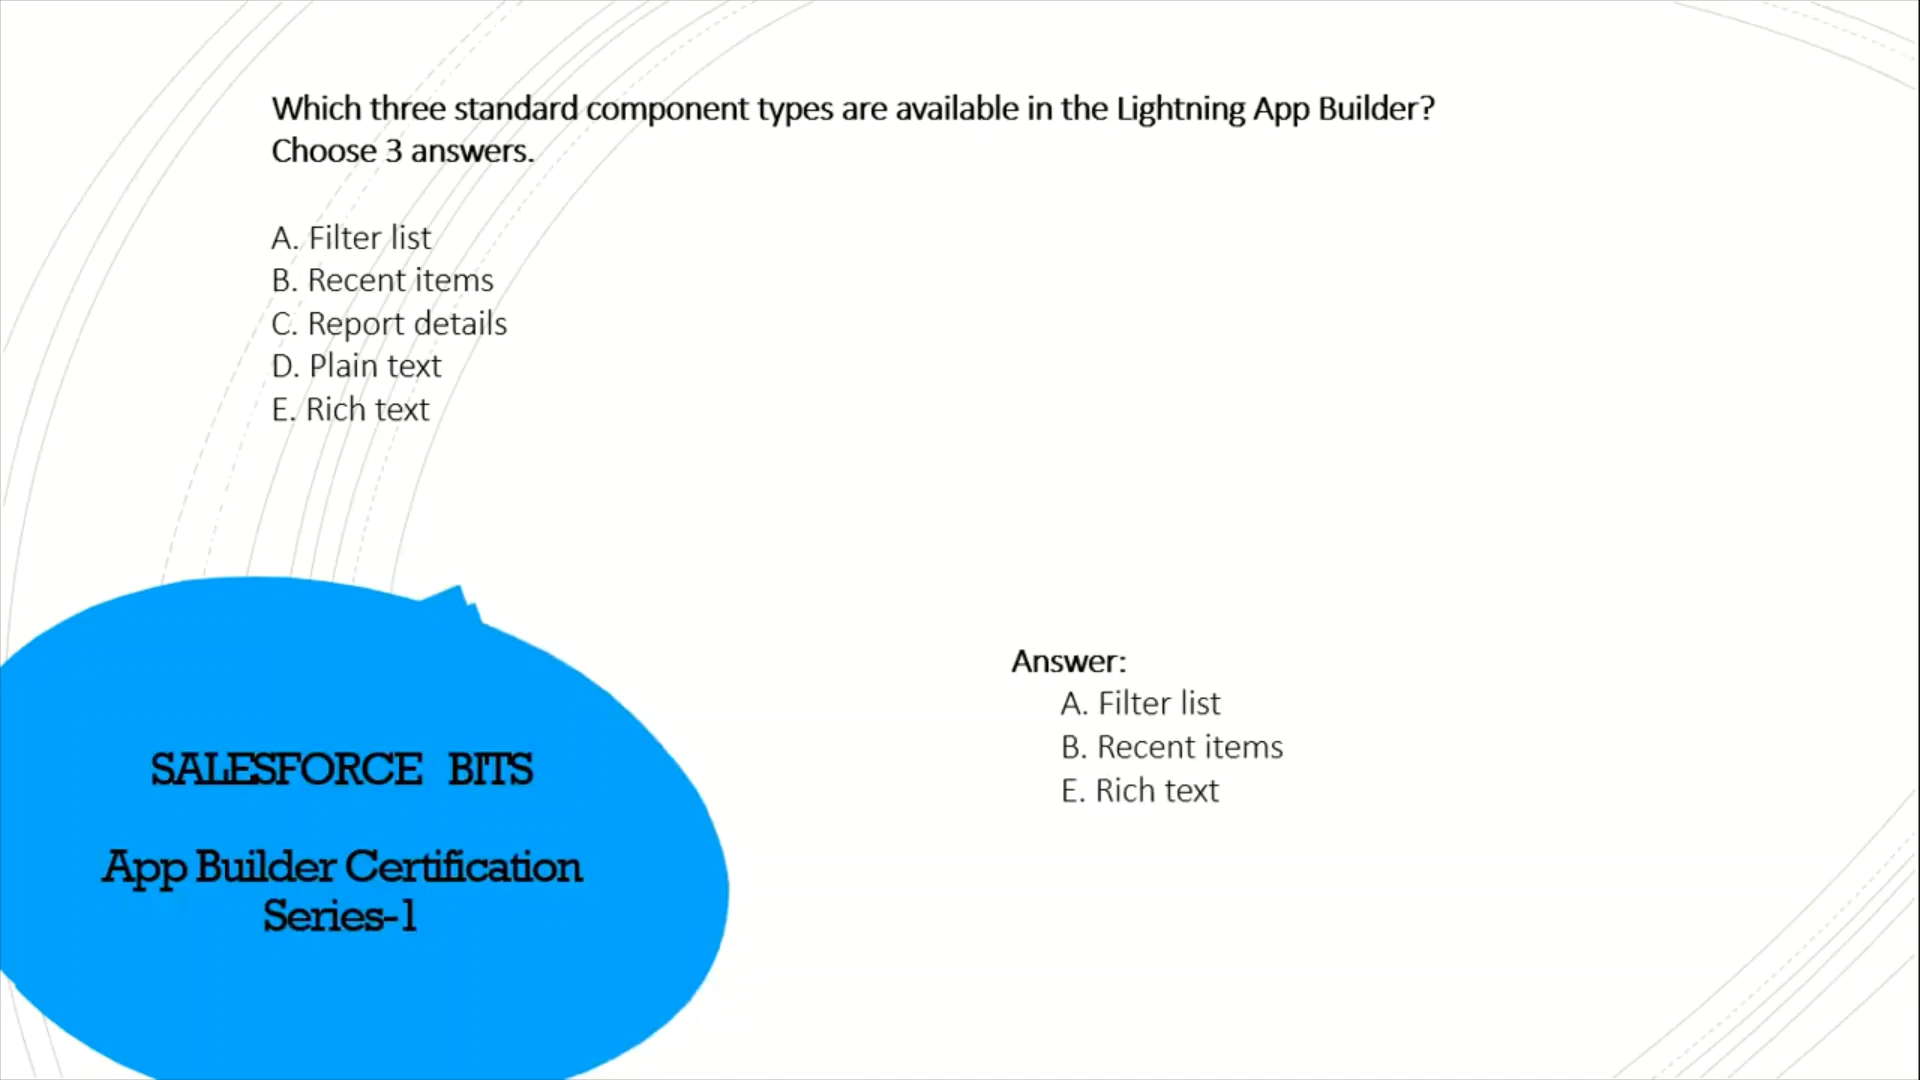 Which three standard component types are available in the Lightning App Builder?
Choose 3 answers.
A. Filter list
B. Recent items
C. Report details
D. Plain text
E. Rich text
Answer:
A. Filter list
B. Recent items
E. Rich text
SALESFORCE BITS
App Builder Certification
Series-1